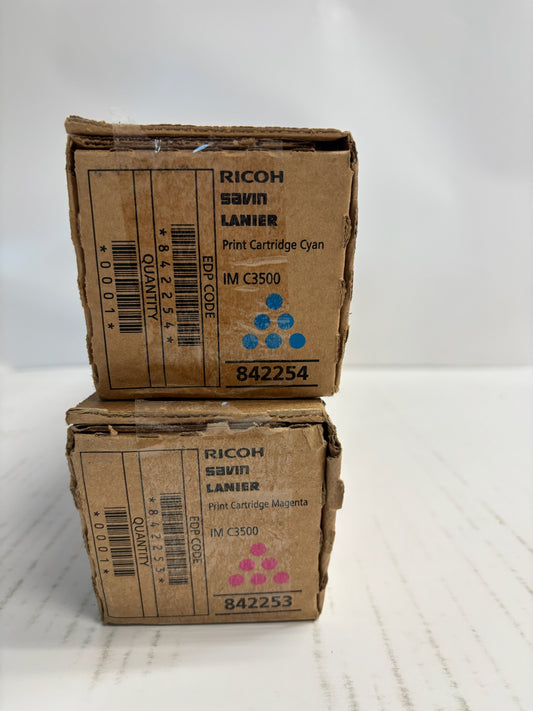 RICOH
savin
LANIER
Print Cartridge Cyan
IM C3500
842254
EDP CODE
*842254*
QUANTITY
*0001*
RICOH
savin
LANIER
Print Cartridge Magenta
IM C3500
842253
EDP CODE
*842253*
QUANTITY
*0001*